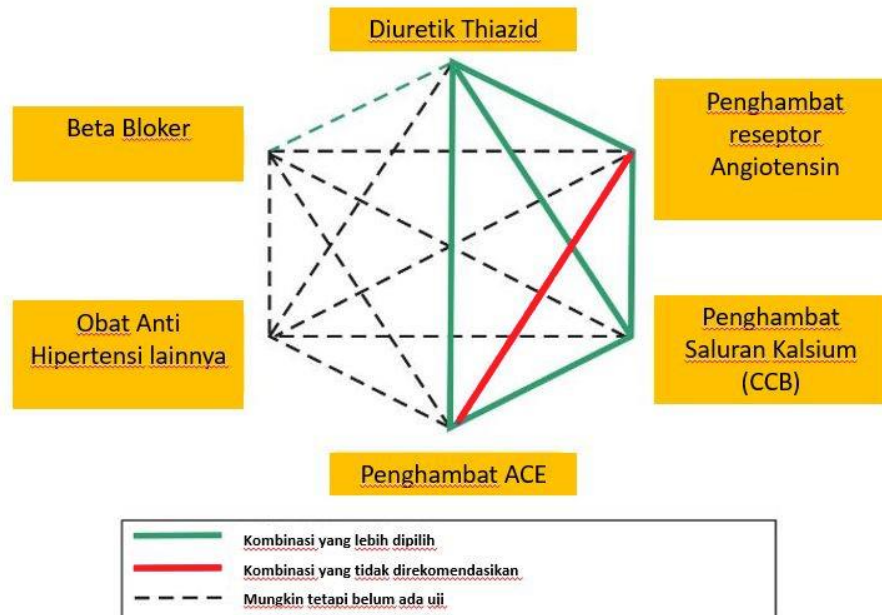 Diuretik Thiazid
Beta Bloker
Penghambat
reseptor
Angiotensin
Obat Anti
Hipertensi lainnya
Penghambat
Saluran Kalsium
(CCB)
Penghambat ACE
Kombinasi yang lebih dipilih
Kombinasi yang tidak direkomendasikan
Mungkin tetapi belum ada uji